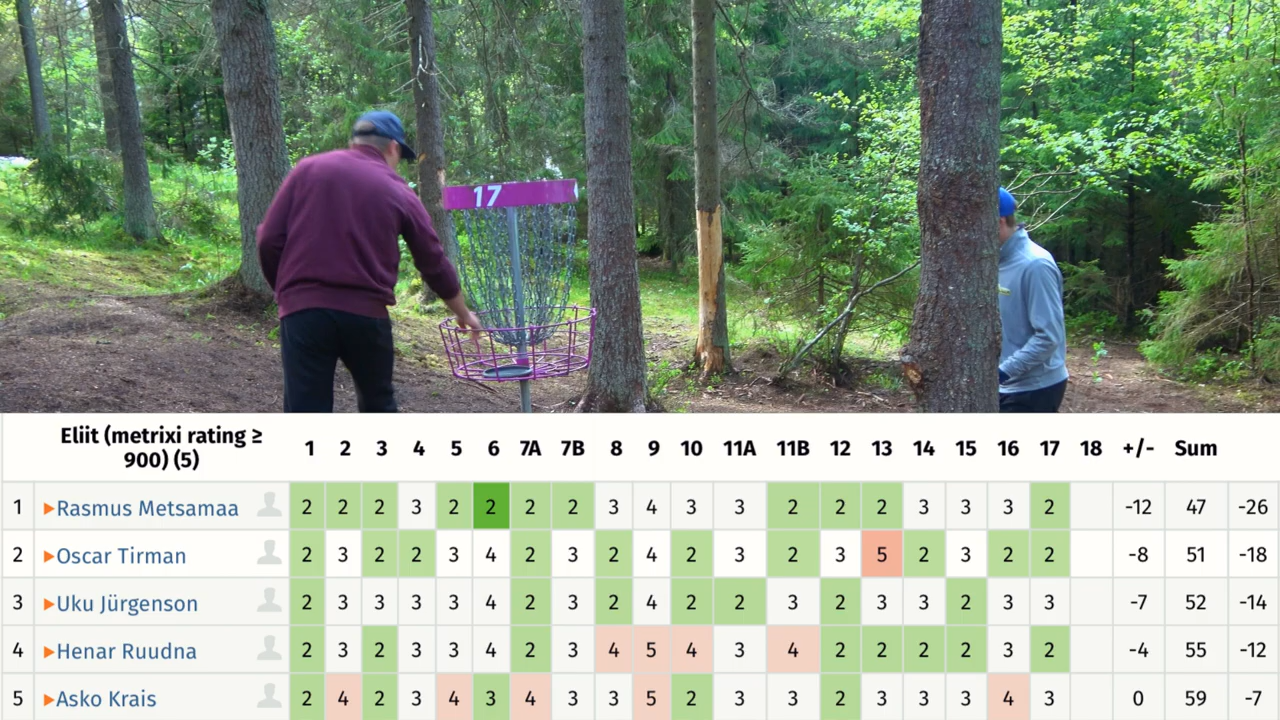 17
Eliit (metrixi rating ≥ 900) (5) 1 2 3 4 5 6 7A 7B 8 9 10 11A 11B 12 13 14 15 16 17 18 +/- Sum
1 Rasmus Metsamaa 2 2 2 3 2 2 2 2 3 4 3 3 2 2 2 3 3 3 2 -12 47 -26
2 Oscar Tirman 2 3 2 2 3 4 2 3 2 4 2 3 2 3 5 2 3 2 2 -8 51 -18
3 Uku Jürgenson 2 3 3 3 3 4 2 3 2 4 2 2 3 2 3 3 2 3 3 -7 52 -14
4 Henar Ruudna 2 3 2 3 3 4 2 3 4 5 4 3 4 2 2 2 2 3 2 -4 55 -12
5 Asko Krais 2 4 2 3 4 3 4 3 3 5 2 3 3 2 3 3 3 4 3 0 59 -7